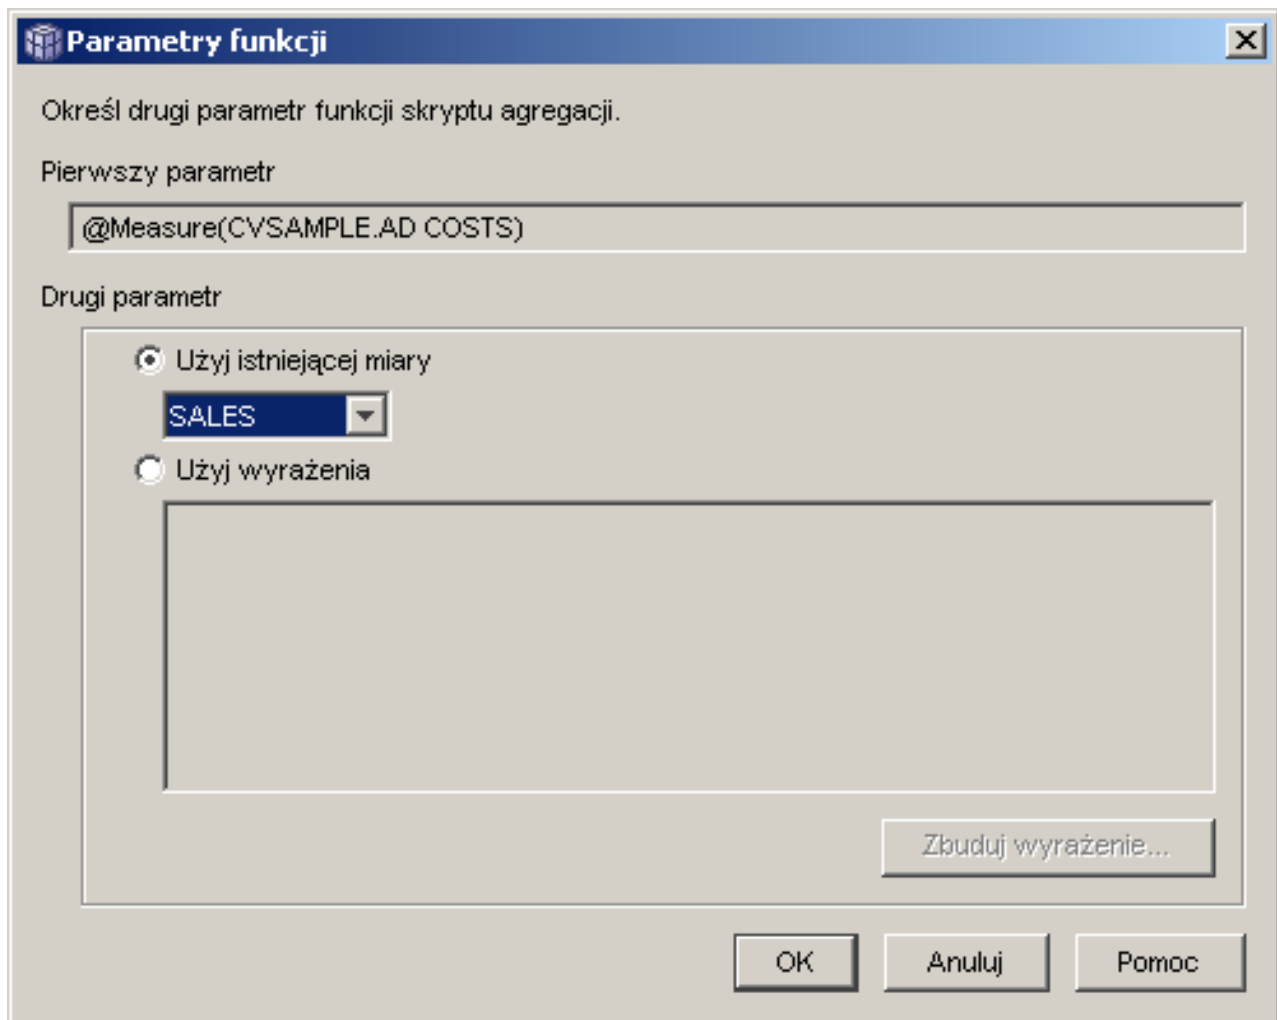 Parametry funkcji
Określ drugi parametr funkcji skryptu agregacji.
Pierwszy parametr
@Measure(CVSAMPLE.AD COSTS)
Drugi parametr
Użyj istniejącej miary
SALES
Użyj wyrażenia
Zbuduj wyrażenie...
OK Anuluj Pomoc